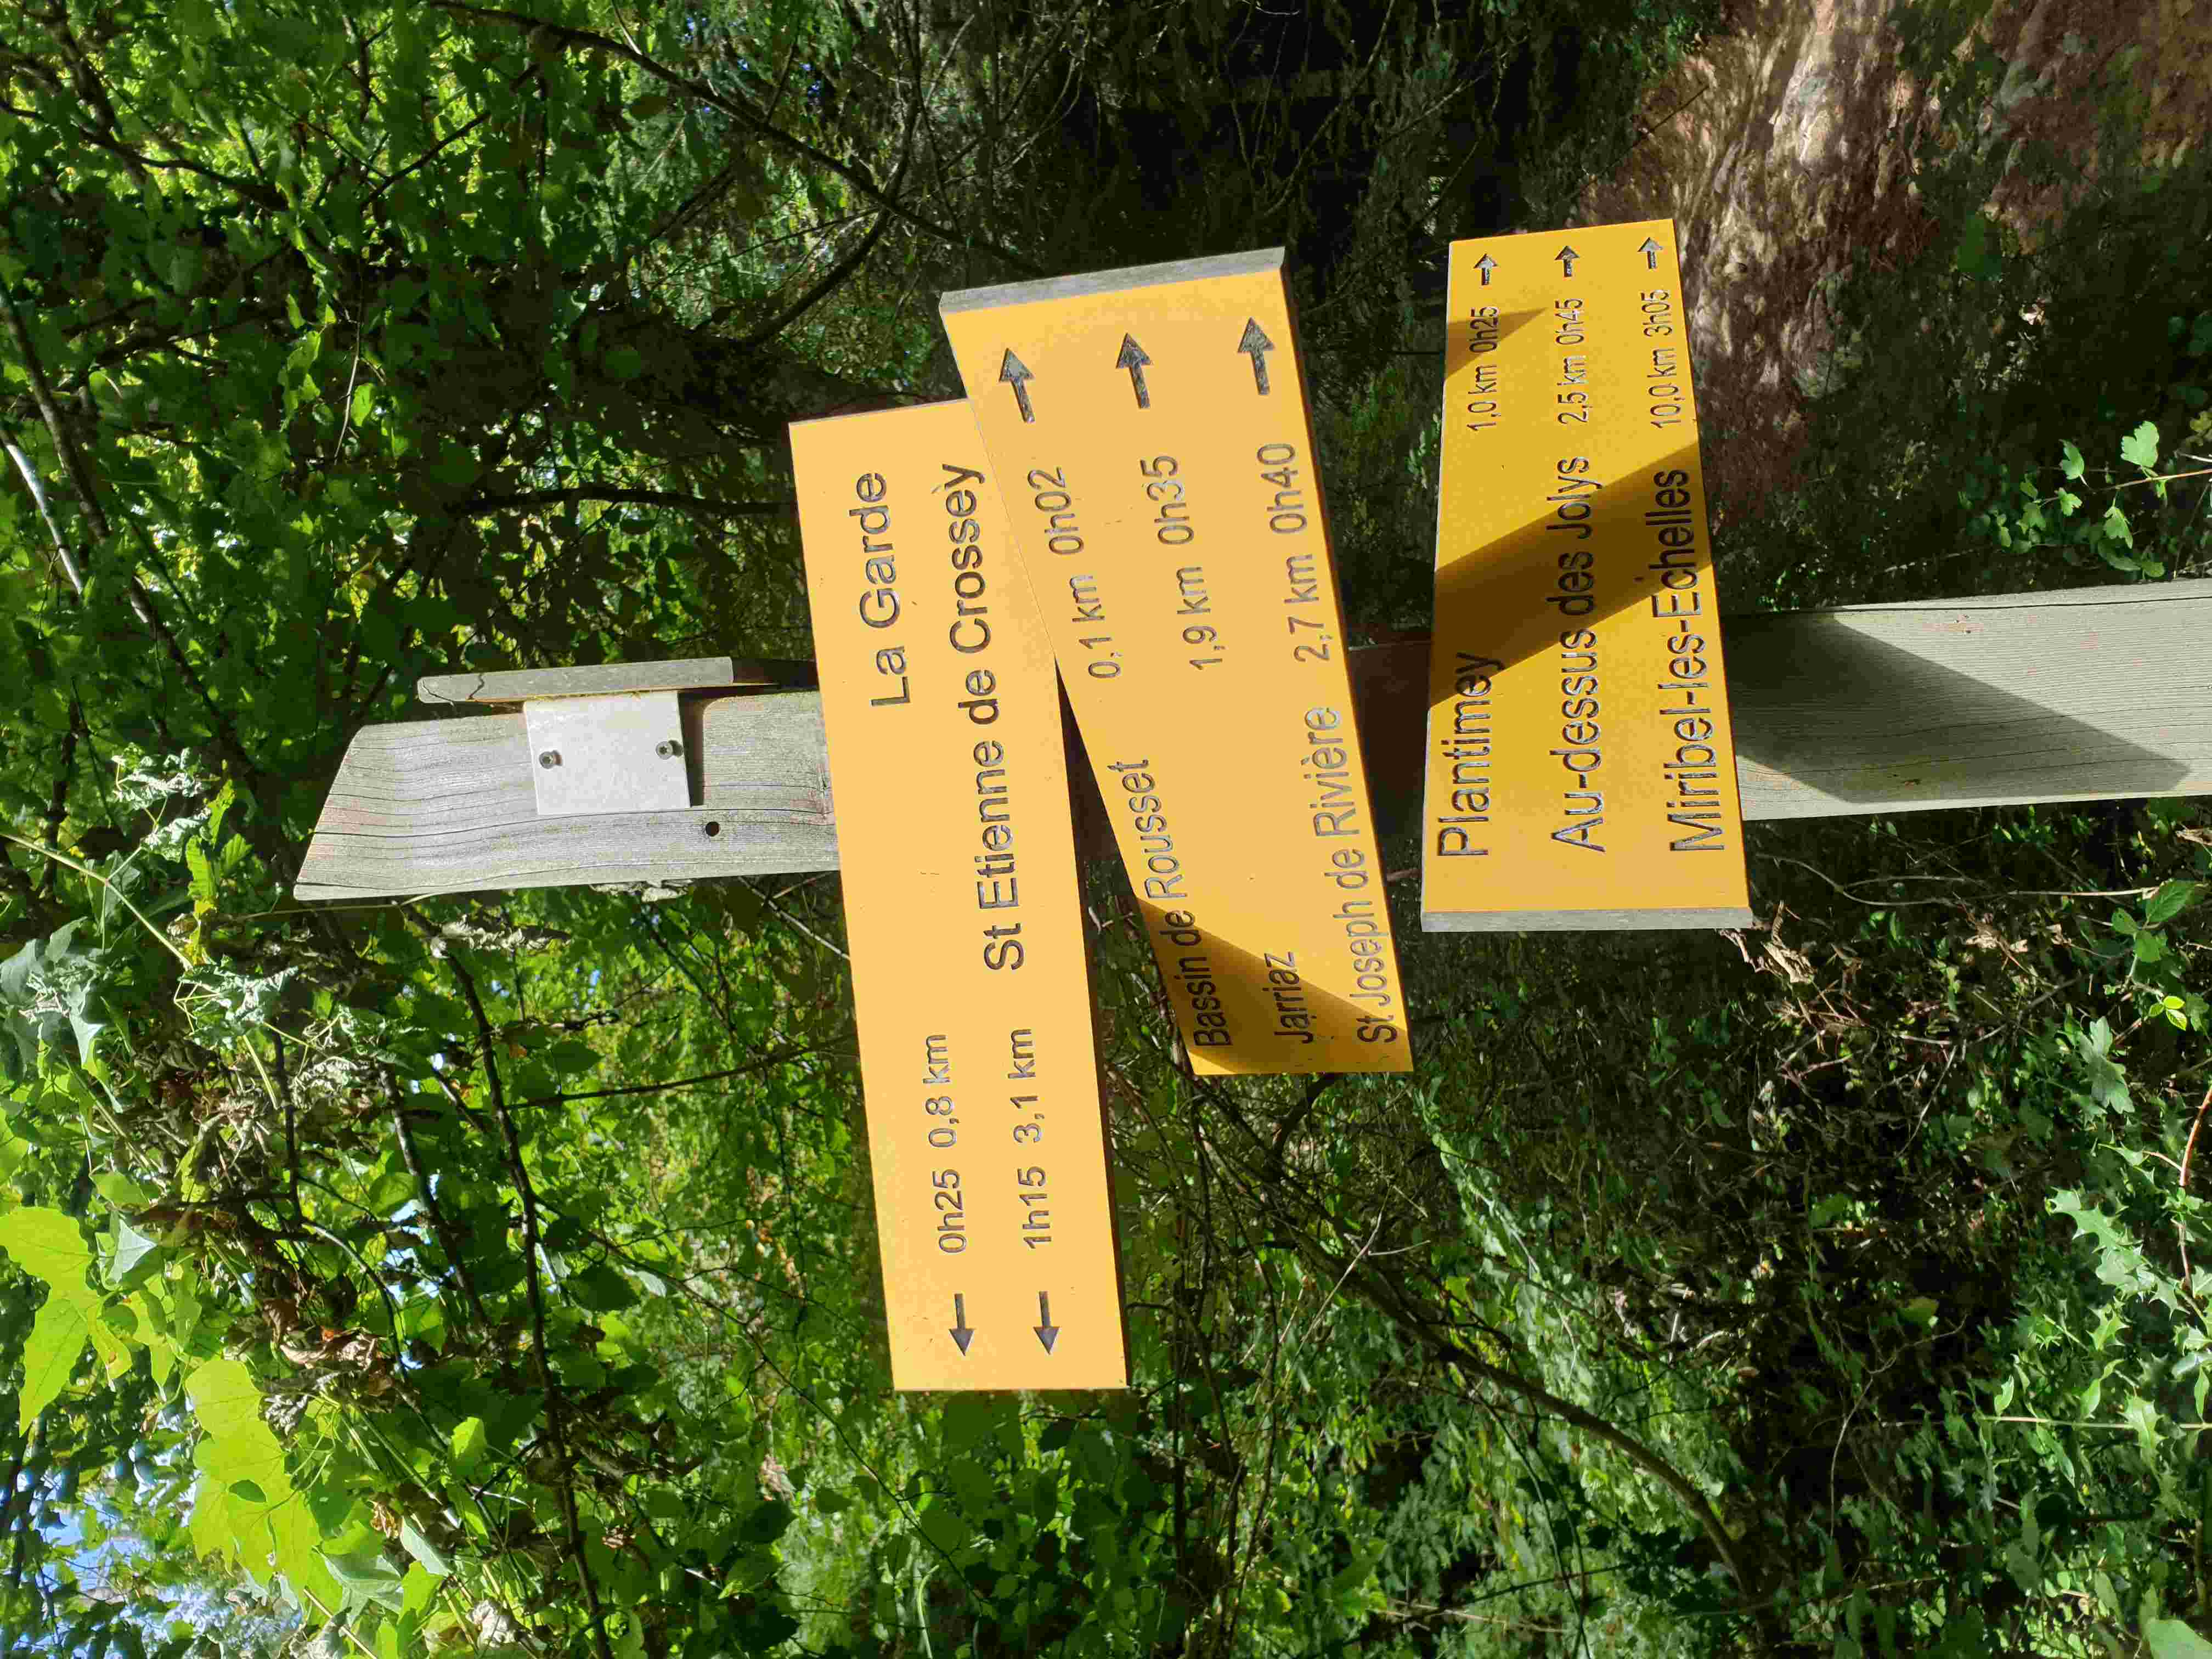 La Garde
← 0h25 0,8 km
St Etienne de Crossey
← 1h15 3,1 km
Bassin de Rousset 0,1 km 0h02 →
Jarriaz 1,9 km 0h35 →
St Joseph de Rivière 2,7 km 0h40 →
Plantimey 1,0 km 0h25 →
Au-dessus des Jolys 2,5 km 0h45 →
Miribel-les-Echelles 10,0 km 3h05 →